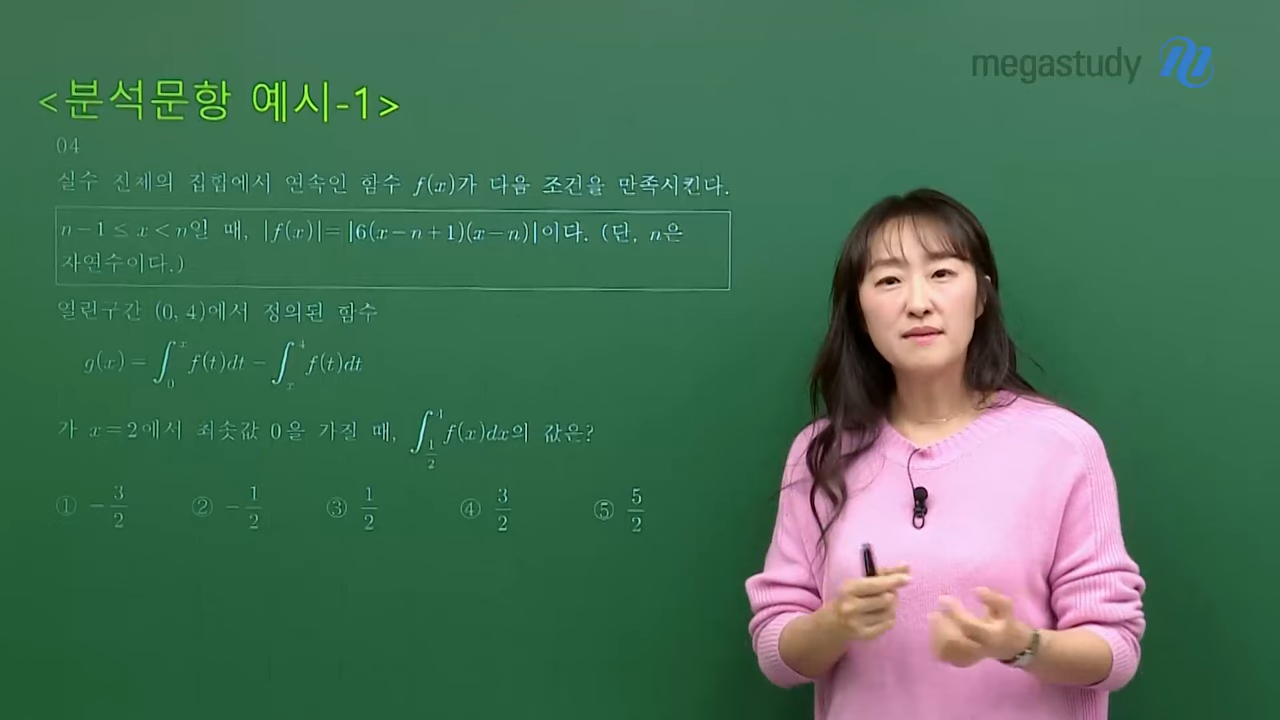 megastudy
<분석문항 예시-1>
04
실수 전체의 집합에서 연속인 함수 f(x)가 다음 조건을 만족시킨다.
n-1≤x<n일 때, |f(x)|=|6(x-n+1)(x-n)|이다. (단, n은
자연수이다.)
열린구간 (0, 4)에서 정의된 함수
g(x)=∫₀ˣ f(t)dt-∫ₓ⁴ f(t)dt
가 x=2에서 최솟값 0을 가질 때, ∫_{1/2}^{4} f(x)dx의 값은?
① -3/2 ② -1/2 ③ 1/2 ④ 3/2 ⑤ 5/2